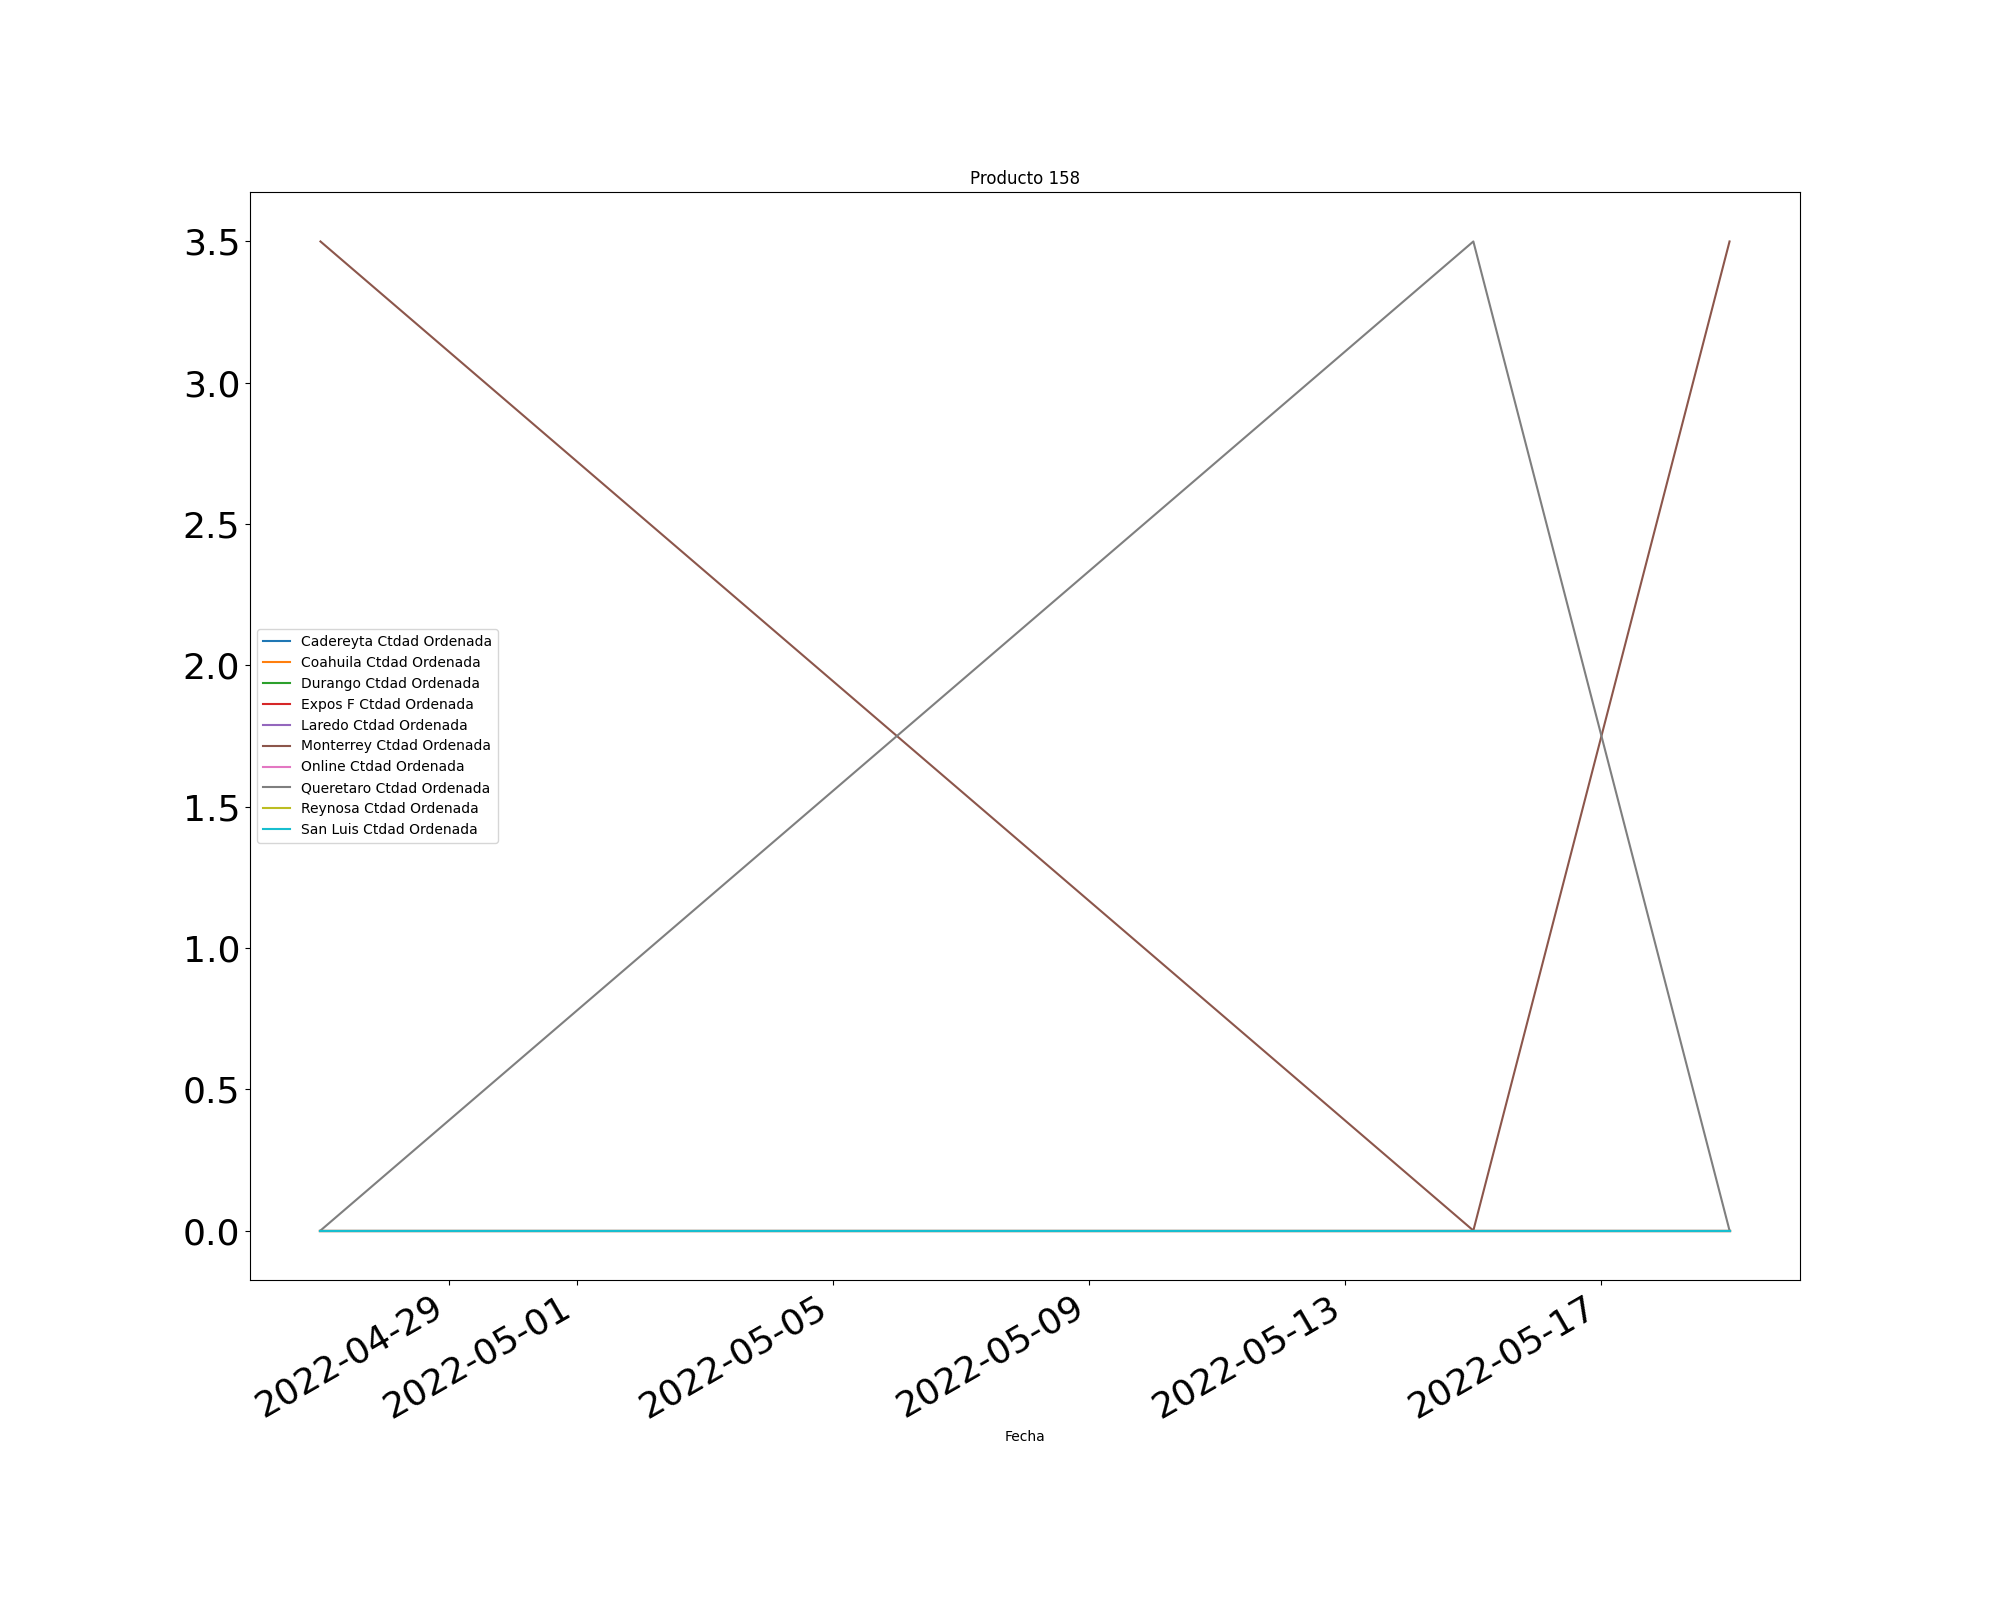 Producto 158
3.5
3.0
2.5
2.0
1.5
1.0
0.5
0.0
Cadereyta Ctdad Ordenada
Coahuila Ctdad Ordenada
Durango Ctdad Ordenada
Expos F Ctdad Ordenada
Laredo Ctdad Ordenada
Monterrey Ctdad Ordenada
Online Ctdad Ordenada
Queretaro Ctdad Ordenada
Reynosa Ctdad Ordenada
San Luis Ctdad Ordenada
2022-04-29
2022-05-01
2022-05-05
2022-05-09
2022-05-13
2022-05-17
Fecha